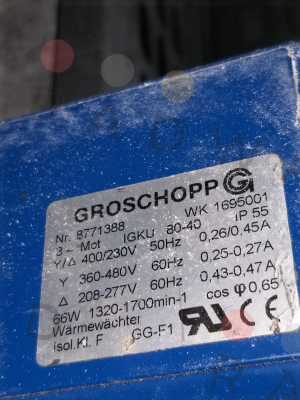 GROSCHOPP G
Nr. 8771388 WK 1695001
3~ Mot IGKU 80-40 IP 55
Y/Δ 400/230V 50Hz 0,26/0.45A
Y 360-480V 60Hz 0,25-0,27A
Δ 208-277V 60Hz 0,43-0,47A
66W 1320-1700min-1 cos φ 0,65
Wärmewächter
Isol.Kl. F GG-F1 RU CE